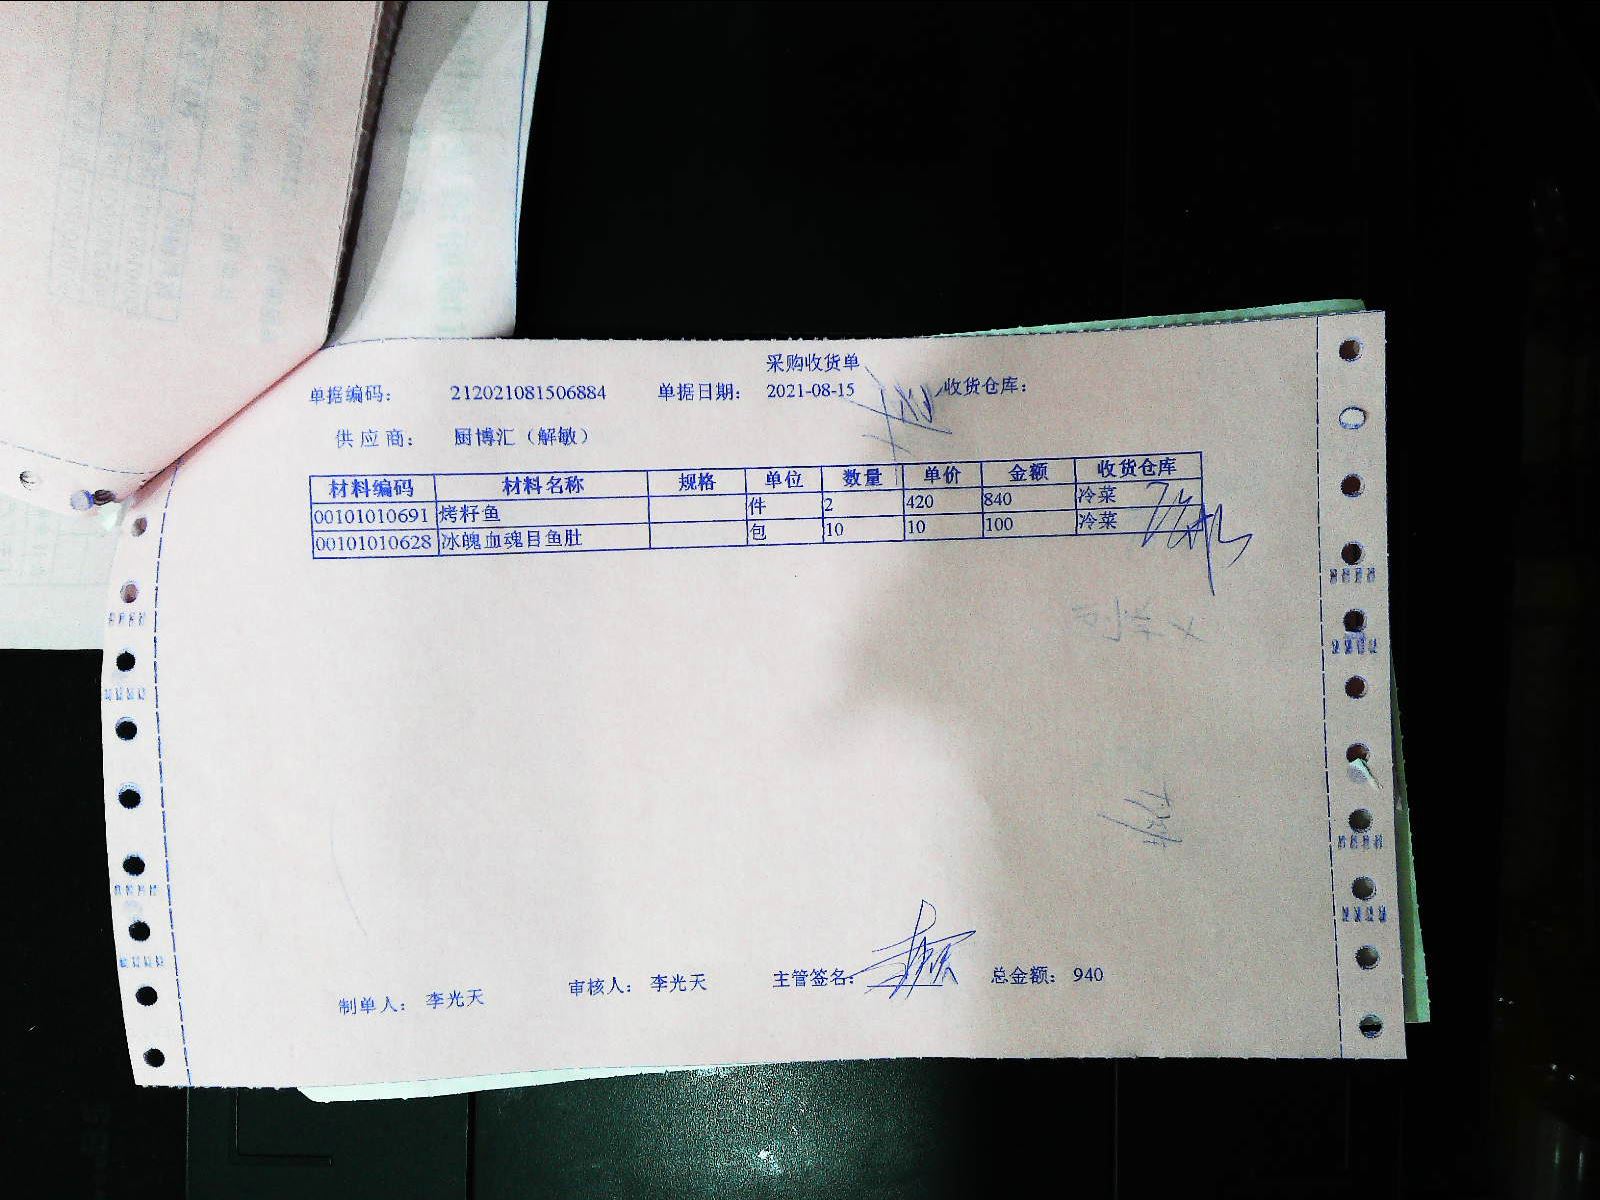 采购收货单
单据编码： 212021081506884 单据日期： 2021-08-15 收货仓库：
供应商： 厨博汇（解敏）
材料编码 材料名称 规格 单位 数量 单价 金额 收货仓库
00101010691 烤籽鱼 件 2 420 840 冷菜
00101010628 冰魄血魂目鱼肚 包 10 10 100 冷菜
制单人： 李光天 审核人： 李光天 主管签名： 总金额： 940